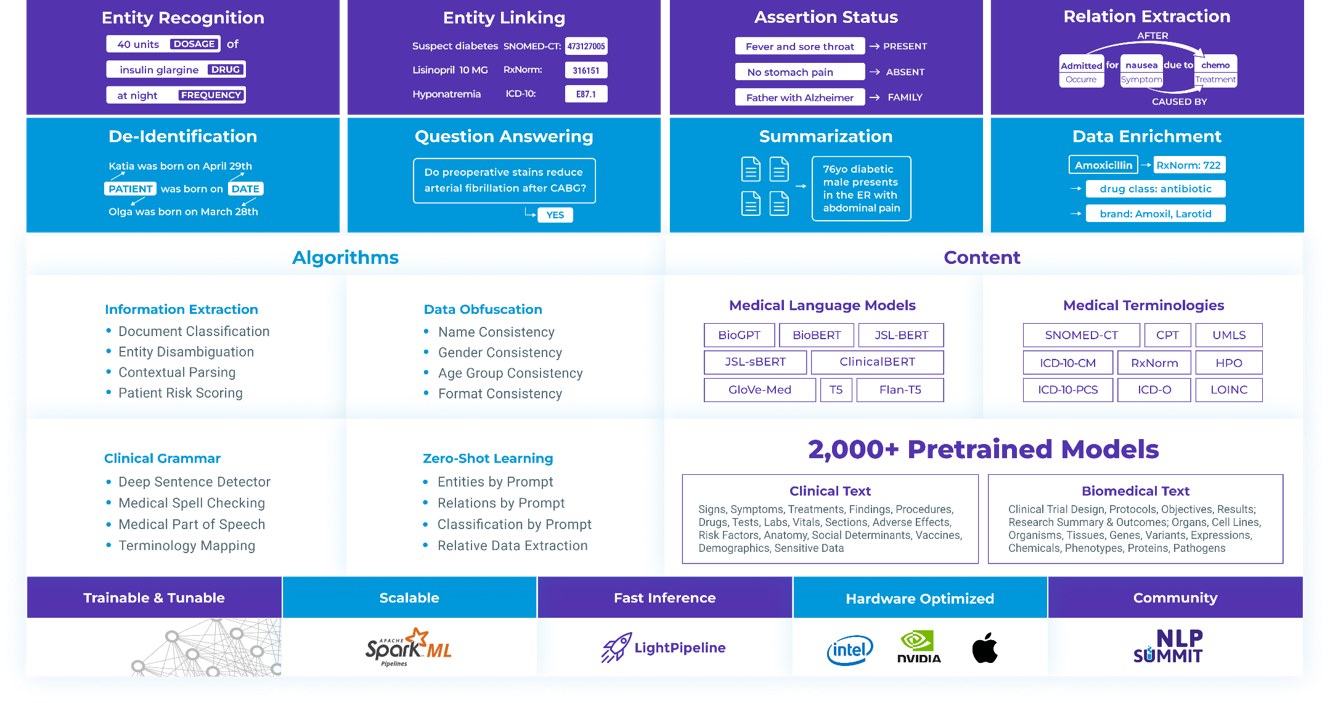 Entity Recognition
40 units DOSAGE of
insulin glargine DRUG
at night FREQUENCY
Entity Linking
Suspect diabetes SNOMED-CT: 473127005
Lisinopril 10 MG RxNorm: 316151
Hyponatremia ICD-10: E87.1
Assertion Status
Fever and sore throat → PRESENT
No stomach pain → ABSENT
Father with Alzheimer → FAMILY
Relation Extraction
AFTER
Admitted for nausea due to chemo
Occurre Symptom Treatment
CAUSED BY
De-Identification
Katia was born on April 29th
PATIENT was born on DATE
Olga was born on March 28th
Question Answering
Do preoperative stains reduce
arterial fibrillation after CABG?
YES
Summarization
76yo diabetic
male presents
in the ER with
abdominal pain
Data Enrichment
Amoxicillin → RxNorm: 722
→ drug class: antibiotic
→ brand: Amoxil, Larotid
Algorithms
Content
Information Extraction
• Document Classification
• Entity Disambiguation
• Contextual Parsing
• Patient Risk Scoring
Data Obfuscation
• Name Consistency
• Gender Consistency
• Age Group Consistency
• Format Consistency
Medical Language Models
BioGPT BioBERT JSL-BERT
JSL-sBERT ClinicalBERT
GloVe-Med T5 Flan-T5
Medical Terminologies
SNOMED-CT CPT UMLS
ICD-10-CM RxNorm HPO
ICD-10-PCS ICD-O LOINC
Clinical Grammar
• Deep Sentence Detector
• Medical Spell Checking
• Medical Part of Speech
• Terminology Mapping
Zero-Shot Learning
• Entities by Prompt
• Relations by Prompt
• Classification by Prompt
• Relative Data Extraction
2,000+ Pretrained Models
Clinical Text
Signs, Symptoms, Treatments, Findings, Procedures,
Drugs, Tests, Labs, Vitals, Sections, Adverse Effects,
Risk Factors, Anatomy, Social Determinants, Vaccines,
Demographics, Sensitive Data
Biomedical Text
Clinical Trial Design, Protocols, Objectives, Results;
Research Summary & Outcomes; Organs, Cell Lines,
Organisms, Tissues, Genes, Variants, Expressions,
Chemicals, Phenotypes, Proteins, Pathogens
Trainable & Tunable
Scalable
Fast Inference
Hardware Optimized
Community
APACHE
Spark ML
Pipelines
LightPipeline
intel
NVIDIA
NLP
SUMMIT